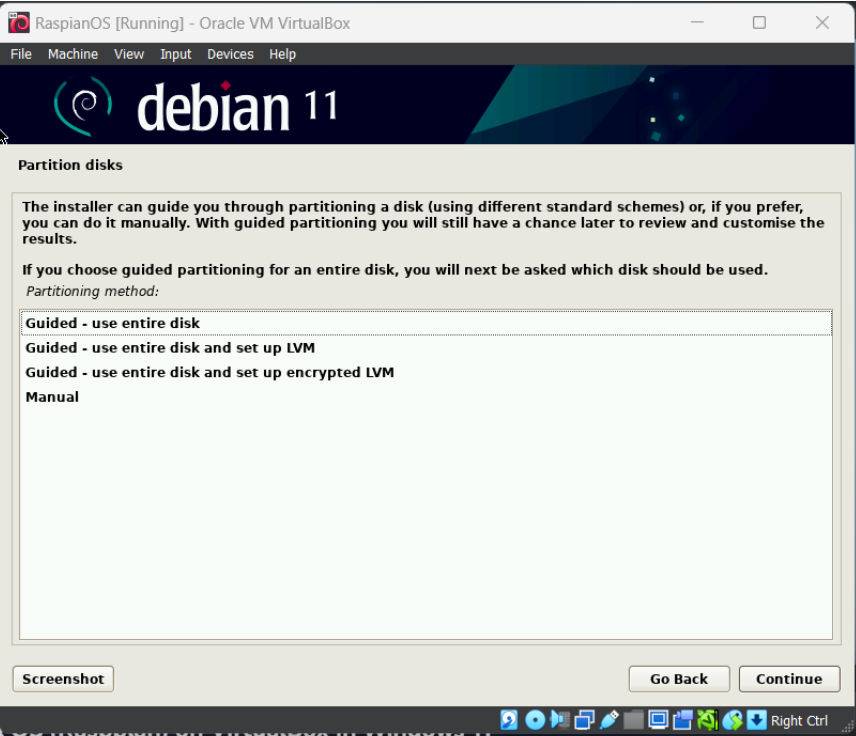 RaspianOS [Running] - Oracle VM VirtualBox
File Machine View Input Devices Help
debian 11
Partition disks
The installer can guide you through partitioning a disk (using different standard schemes) or, if you prefer,
you can do it manually. With guided partitioning you will still have a chance later to review and customise the
results.
If you choose guided partitioning for an entire disk, you will next be asked which disk should be used.
Partitioning method:
Guided - use entire disk
Guided - use entire disk and set up LVM
Guided - use entire disk and set up encrypted LVM
Manual
Screenshot Go Back Continue
Right Ctrl
on VirtualBox in Windows 11